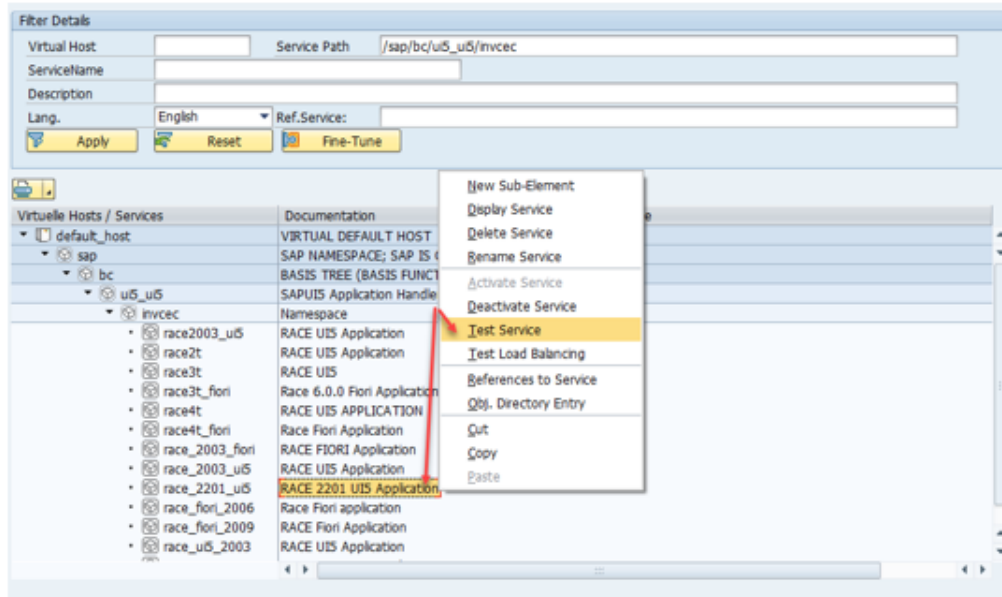 Filter Details
Virtual Host Service Path /sap/bc/ui5_ui5/invcec
ServiceName
Description
Lang. English Ref.Service:
Apply Reset Fine-Tune
Virtuelle Hosts / Services Documentation
default_host VIRTUAL DEFAULT HOST
sap SAP NAMESPACE; SAP IS
bc BASIS TREE (BASIS FUNCT
ui5_ui5 SAPUI5 Application Handle
invcec Namespace
race2003_ui5 RACE UI5 Application
race2t RACE UI5 Application
race3t RACE UI5
race3t_fiori Race 6.0.0 Fiori Application
race4t RACE UI5 APPLICATION
race4t_fiori Race Fiori Application
race_2003_fiori RACE FIORI Application
race_2003_ui5 RACE UI5 Application
race_2201_ui5 RACE 2201 UI5 Application
race_fiori_2006 Race Fiori application
race_fiori_2009 RACE Fiori Application
race_ui5_2003 RACE UI5 Application
New Sub-Element
Display Service
Delete Service
Rename Service
Activate Service
Deactivate Service
Test Service
Test Load Balancing
References to Service
Obj. Directory Entry
Cut
Copy
Paste